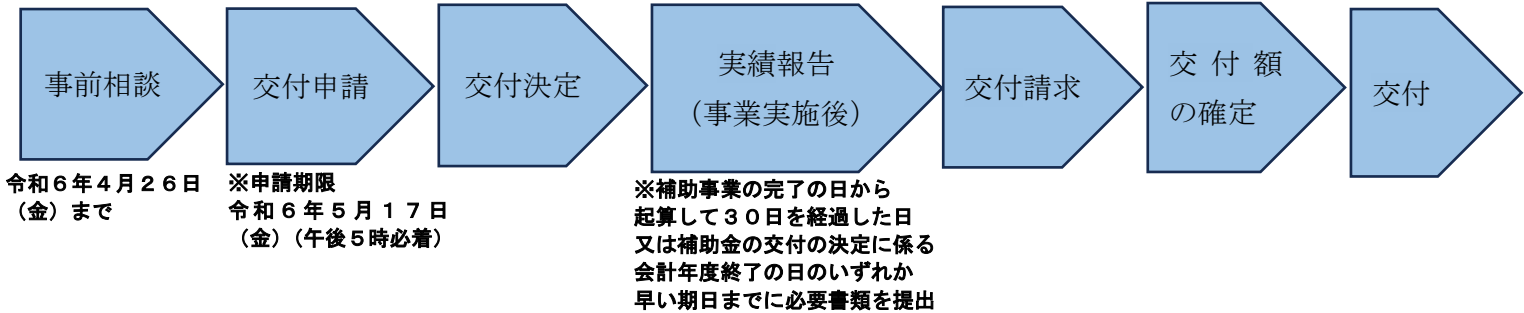 事前相談
交付申請
交付決定
実績報告
（事業実施後）
交付請求
交 付 額
の確定
交付
令和６年４月２６日
（金）まで
※申請期限
令和６年５月１７日
（金）（午後５時必着）
※補助事業の完了の日から
起算して３０日を経過した日
又は補助金の交付の決定に係る
会計年度終了の日のいずれか
早い期日までに必要書類を提出